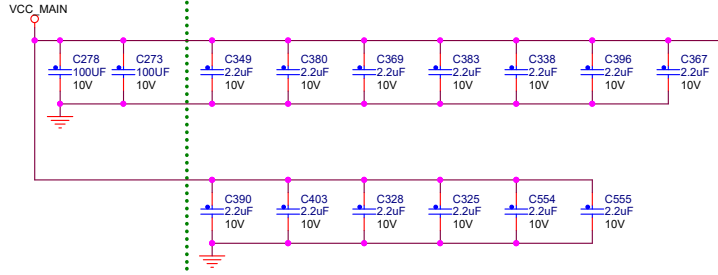 VCC_MAIN
C278 C273 C349 C380 C369 C383 C338 C396 C367
100UF 100UF 2.2uF 2.2uF 2.2uF 2.2uF 2.2uF 2.2uF 2.2uF
10V 10V 10V 10V 10V 10V 10V 10V 10V
C390 C403 C328 C325 C554 C555
2.2uF 2.2uF 2.2uF 2.2uF 2.2uF 2.2uF
10V 10V 10V 10V 10V 10V